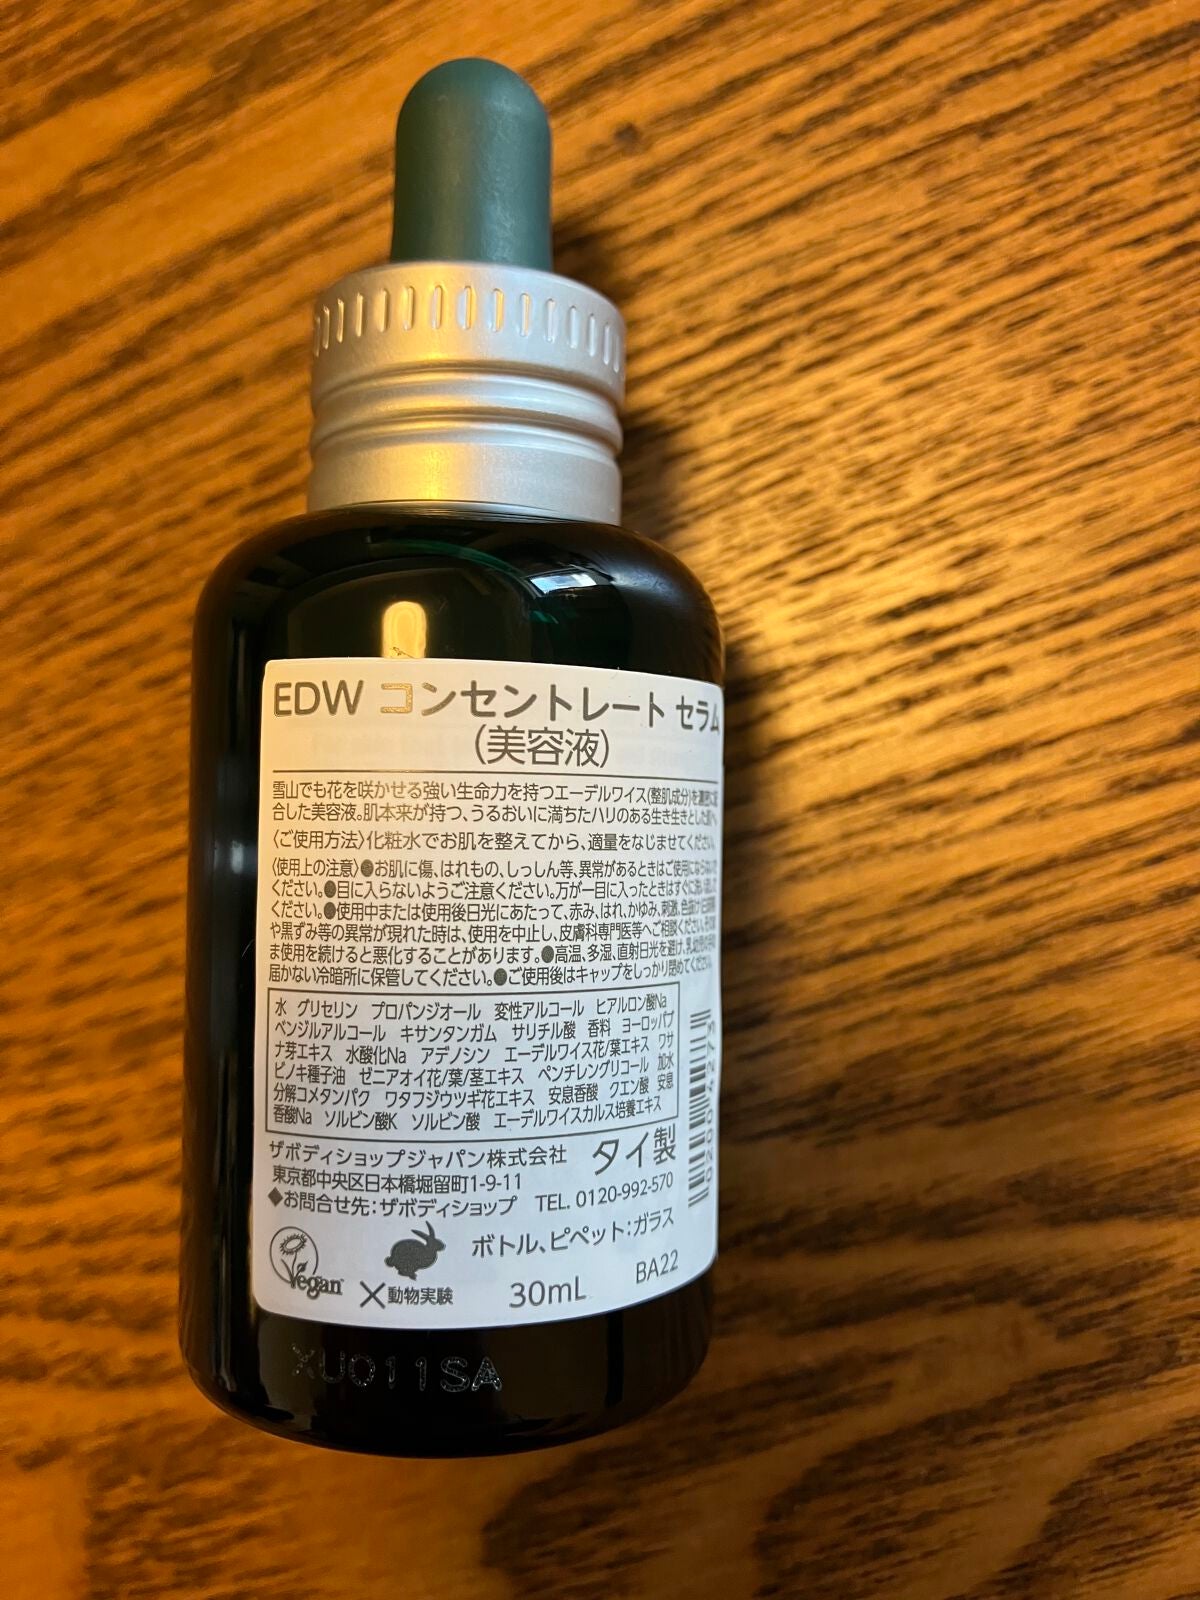 EDW コンセントレート セラム
(美容液)
雪山でも花を咲かせる強い生命力を持つエーデルワイス(整肌成分)を
合した美容液。肌本来が持つ、うるおいに満ちたハリのある生き生きとした
〈ご使用方法〉化粧水でお肌を整えてから、適量をなじませてください。
〈使用上の注意〉●お肌に傷、はれもの、しっしん等、異常があるときはご使用にならないで
ください。●目に入らないようご注意ください。万が一目に入ったときはすぐに洗い流して
ください。●使用中または使用後日光にあたって、赤み、はれ、かゆみ、刺激、色抜け
や黒ずみ等の異常が現れた時は、使用を中止し、皮膚科専門医等へご相談ください。
ま使用を続けると悪化することがあります。●高温、多湿、直射日光を避け、
届かない冷暗所に保管してください。●ご使用後はキャップをしっかり閉めてください。
水 グリセリン プロパンジオール 変性アルコール ヒアルロン酸Na
ベンジルアルコール キサンタンガム サリチル酸 香料 ヨーロッパブ
ナ芽エキス 水酸化Na アデノシン エーデルワイス花/葉エキス ワサ
ビノキ種子油 ゼニアオイ花/葉/茎エキス ペンチレングリコール 加水
分解コメタンパク ワタフジウツギ花エキス 安息香酸 クエン酸 安息
香酸Na ソルビン酸K ソルビン酸 エーデルワイスカルス培養エキス
ザボディショップジャパン株式会社 タイ製
東京都中央区日本橋堀留町1-9-11
◆お問合せ先：ザボディショップ TEL. 0120-992-570
ボトル、ピペット：ガラス
Vegan
×動物実験
30mL
BA22
XU011SA